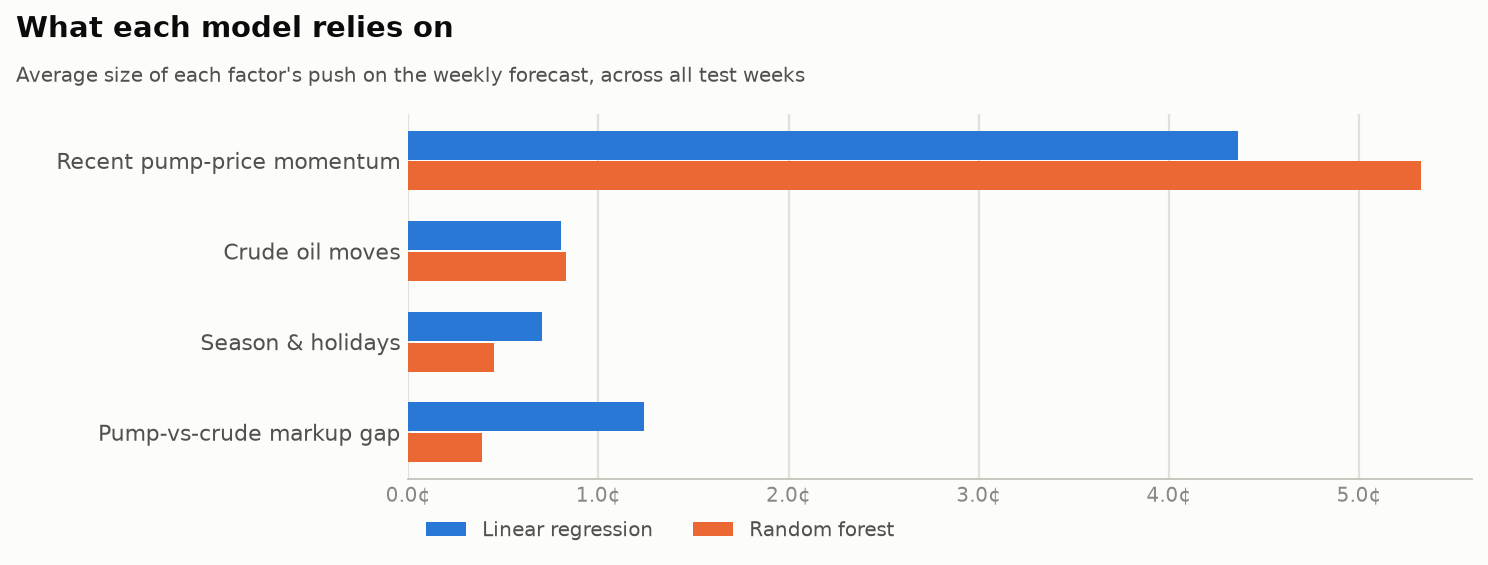 What each model relies on
Average size of each factor's push on the weekly forecast, across all test weeks
Recent pump-price momentum
Crude oil moves
Season & holidays
Pump-vs-crude markup gap
0.0¢ 1.0¢ 2.0¢ 3.0¢ 4.0¢ 5.0¢
Linear regression Random forest